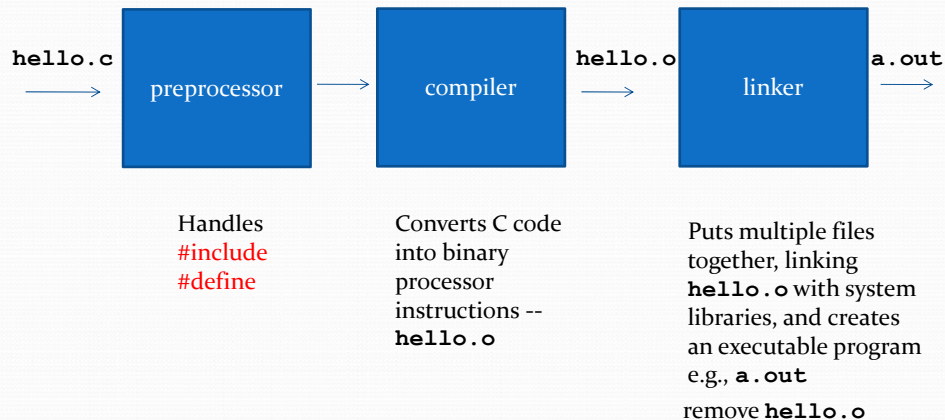 hello.c
preprocessor
compiler
hello.o
linker
a.out
Handles
#include
#define
Converts C code
into binary
processor
instructions --
hello.o
Puts multiple files
together, linking
hello.o with system
libraries, and creates
an executable program
e.g., a.out
remove hello.o